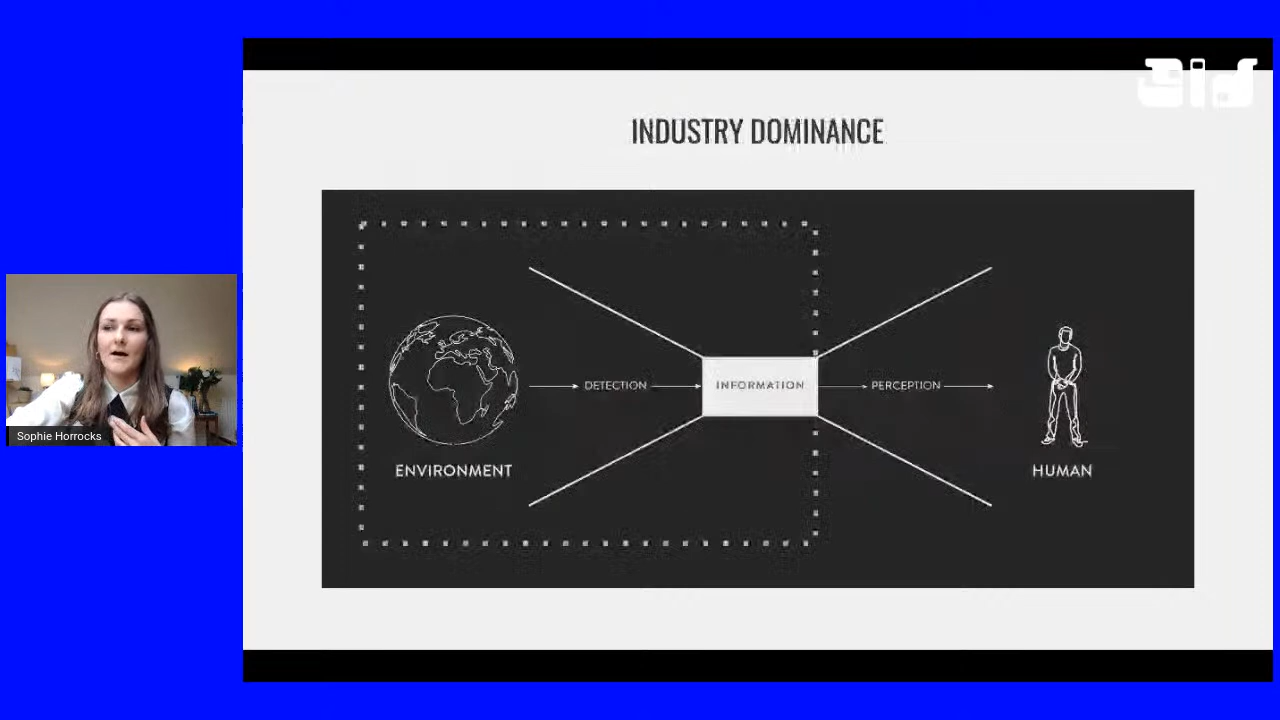 INDUSTRY DOMINANCE
DETECTION
INFORMATION
PERCEPTION
ENVIRONMENT
HUMAN
Sophie Horrocks